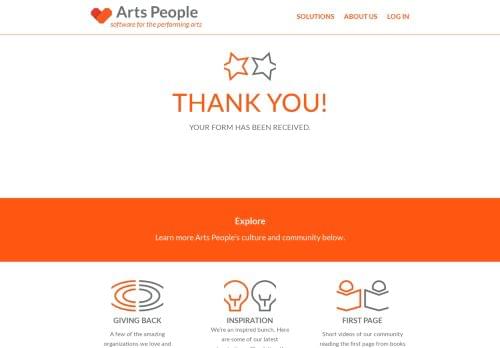 Arts People
software for the performing arts
SOLUTIONS ABOUT US LOG IN
THANK YOU!
YOUR FORM HAS BEEN RECEIVED.
Explore
Learn more Arts People's culture and community below.
GIVING BACK
A few of the amazing
organizations we love and
INSPIRATION
We're an inspired bunch. Here
are some of our latest
FIRST PAGE
Short videos of our community
reading the first page from books